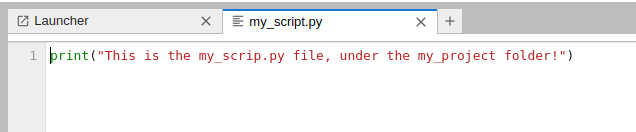 Launcher
my_script.py
1 print("This is the my_scrip.py file, under the my_project folder!")